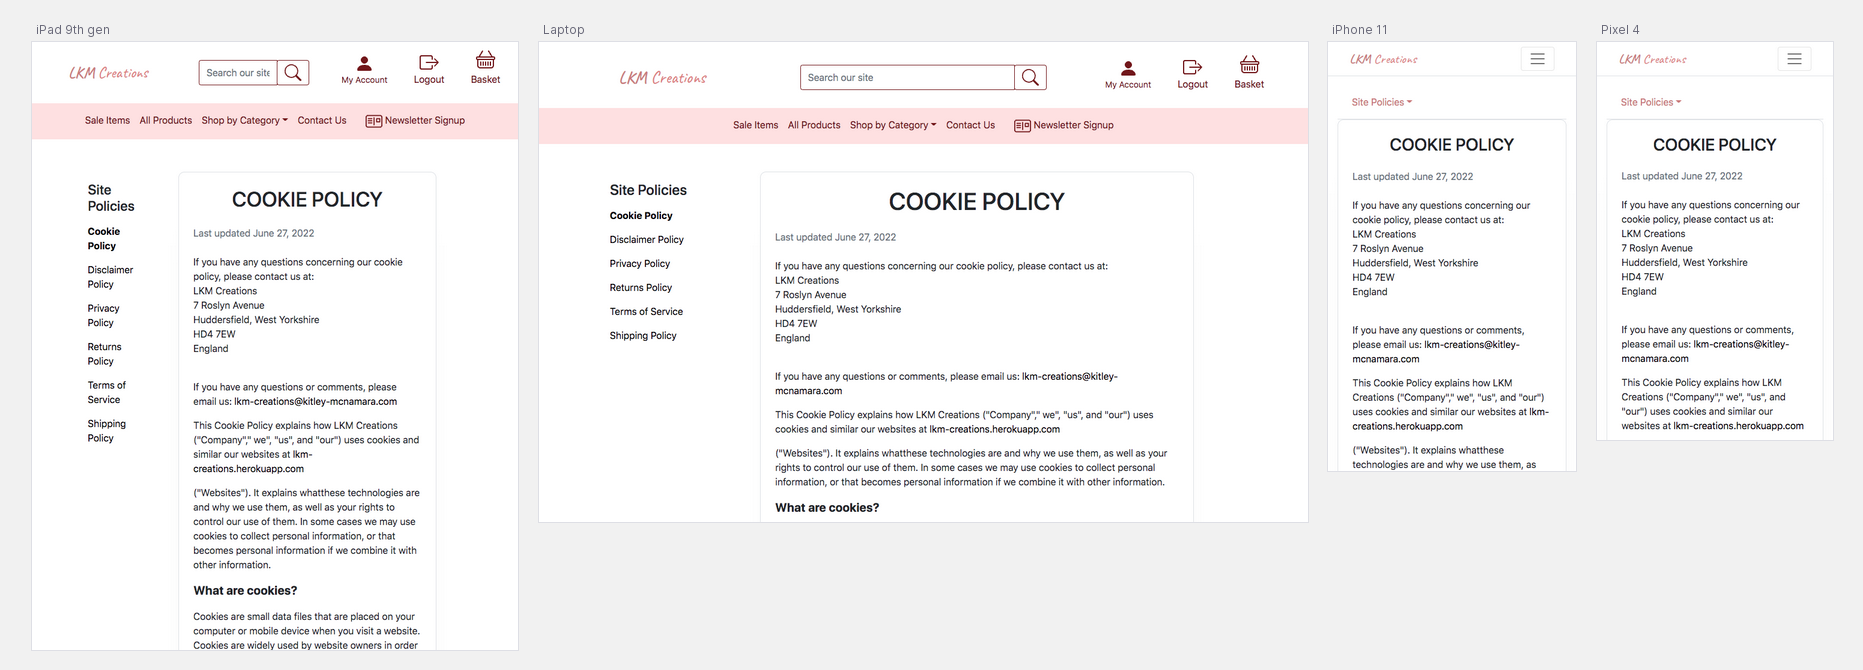 iPad 9th gen
LKM Creations
Search our site
My Account
Logout
Basket
Sale Items
All Products
Shop by Category
Contact Us
Newsletter Signup
Site
Policies
Cookie
Policy
Disclaimer
Policy
Privacy
Policy
Returns
Policy
Terms of
Service
Shipping
Policy
COOKIE POLICY
Last updated June 27, 2022
If you have any questions concerning our cookie
policy, please contact us at:
LKM Creations
7 Roslyn Avenue
Huddersfield, West Yorkshire
HD4 7EW
England
If you have any questions or comments, please
email us: lkm-creations@kitley-mcnamara.com
This Cookie Policy explains how LKM Creations
("Company"," we", "us", and "our") uses cookies and
similar our websites at lkm-
creations.herokuapp.com
("Websites"). It explains whatthese technologies are
and why we use them, as well as your rights to
control our use of them. In some cases we may use
cookies to collect personal information, or that
becomes personal information if we combine it with
other information.
What are cookies?
Cookies are small data files that are placed on your
computer or mobile device when you visit a website.
Cookies are widely used by website owners in order
Laptop
LKM Creations
Search our site
My Account
Logout
Basket
Sale Items
All Products
Shop by Category
Contact Us
Newsletter Signup
Site Policies
Cookie Policy
Disclaimer Policy
Privacy Policy
Returns Policy
Terms of Service
Shipping Policy
COOKIE POLICY
Last updated June 27, 2022
If you have any questions concerning our cookie policy, please contact us at:
LKM Creations
7 Roslyn Avenue
Huddersfield, West Yorkshire
HD4 7EW
England
If you have any questions or comments, please email us: lkm-creations@kitley-
mcnamara.com
This Cookie Policy explains how LKM Creations ("Company"," we", "us", and "our") uses
cookies and similar our websites at lkm-creations.herokuapp.com
("Websites"). It explains whatthese technologies are and why we use them, as well as your
rights to control our use of them. In some cases we may use cookies to collect personal
information, or that becomes personal information if we combine it with other information.
What are cookies?
iPhone 11
LKM Creations
Site Policies
COOKIE POLICY
Last updated June 27, 2022
If you have any questions concerning our
cookie policy, please contact us at:
LKM Creations
7 Roslyn Avenue
Huddersfield, West Yorkshire
HD4 7EW
England
If you have any questions or comments,
please email us: lkm-creations@kitley-
mcnamara.com
This Cookie Policy explains how LKM
Creations ("Company"," we", "us", and "our")
uses cookies and similar our websites at lkm-
creations.herokuapp.com
("Websites"). It explains whatthese
technologies are and why we use them, as
Pixel 4
LKM Creations
Site Policies
COOKIE POLICY
Last updated June 27, 2022
If you have any questions concerning our
cookie policy, please contact us at:
LKM Creations
7 Roslyn Avenue
Huddersfield, West Yorkshire
HD4 7EW
England
If you have any questions or comments,
please email us: lkm-creations@kitley-
mcnamara.com
This Cookie Policy explains how LKM
Creations ("Company"," we", "us", and
"our") uses cookies and similar our
websites at lkm-creations.herokuapp.com